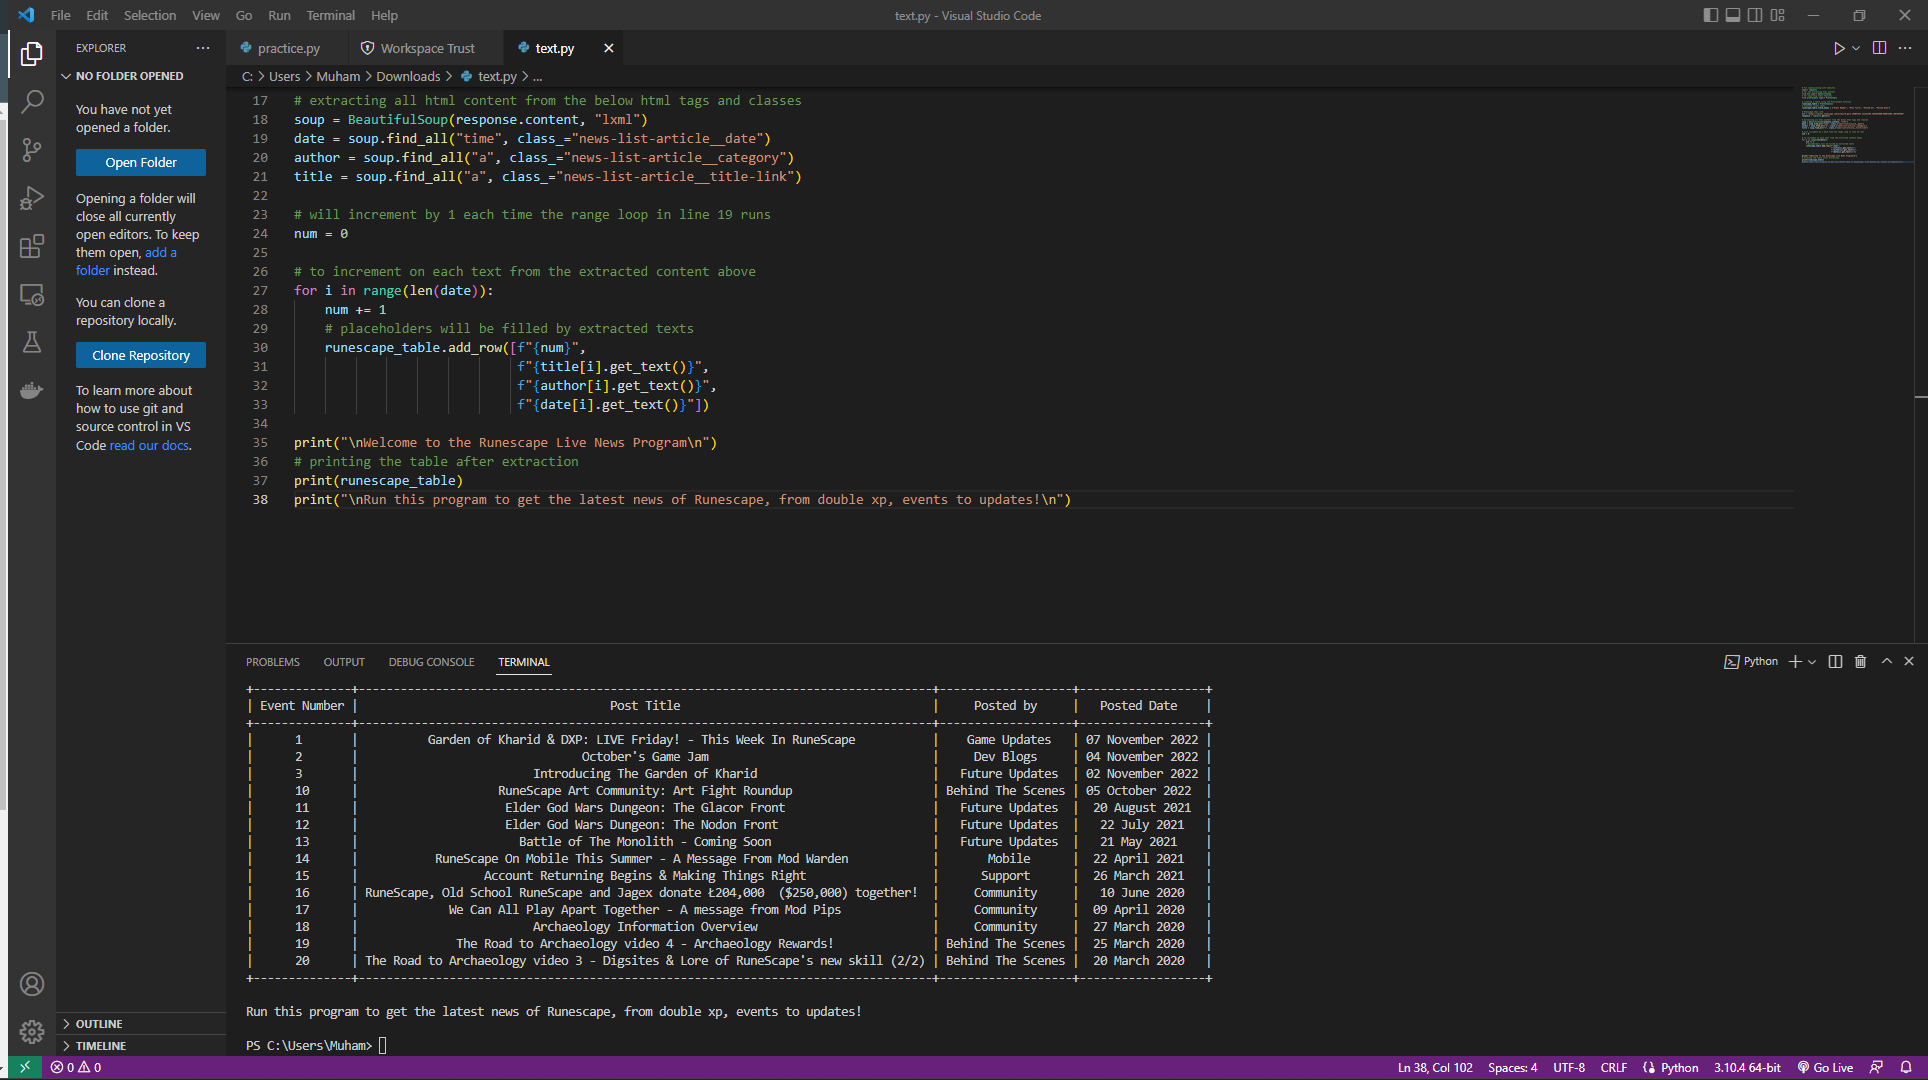 File Edit Selection View Go Run Terminal Help
text.py - Visual Studio Code
EXPLORER
NO FOLDER OPENED
You have not yet
opened a folder.
Open Folder
Opening a folder will
close all currently
open editors. To keep
them open, add a
folder instead.
You can clone a
repository locally.
Clone Repository
To learn more about
how to use git and
source control in VS
Code read our docs.
OUTLINE
TIMELINE
practice.py Workspace Trust text.py
C: > Users > Muham > Downloads > text.py > ...
17 # extracting all html content from the below html tags and classes
18 soup = BeautifulSoup(response.content, "lxml")
19 date = soup.find_all("time", class_="news-list-article__date")
20 author = soup.find_all("a", class_="news-list-article__category")
21 title = soup.find_all("a", class_="news-list-article__title-link")
22
23 # will increment by 1 each time the range loop in line 19 runs
24 num = 0
25
26 # to increment on each text from the extracted content above
27 for i in range(len(date)):
28     num += 1
29     # placeholders will be filled by extracted texts
30     runescape_table.add_row([f"{num}",
31                              f"{title[i].get_text()}",
32                              f"{author[i].get_text()}",
33                              f"{date[i].get_text()}"])
34
35 print("\nWelcome to the Runescape Live News Program\n")
36 # printing the table after extraction
37 print(runescape_table)
38 print("\nRun this program to get the latest news of Runescape, from double xp, events to updates!\n")
PROBLEMS OUTPUT DEBUG CONSOLE TERMINAL
Python
| Event Number | Post Title | Posted by | Posted Date |
| 1 | Garden of Kharid & DXP: LIVE Friday! - This Week In RuneScape | Game Updates | 07 November 2022 |
| 2 | October's Game Jam | Dev Blogs | 04 November 2022 |
| 3 | Introducing The Garden of Kharid | Future Updates | 02 November 2022 |
| 10 | RuneScape Art Community: Art Fight Roundup | Behind The Scenes | 05 October 2022 |
| 11 | Elder God Wars Dungeon: The Glacor Front | Future Updates | 20 August 2021 |
| 12 | Elder God Wars Dungeon: The Nodon Front | Future Updates | 22 July 2021 |
| 13 | Battle of The Monolith - Coming Soon | Future Updates | 21 May 2021 |
| 14 | RuneScape On Mobile This Summer - A Message From Mod Warden | Mobile | 22 April 2021 |
| 15 | Account Returning Begins & Making Things Right | Support | 26 March 2021 |
| 16 | RuneScape, Old School RuneScape and Jagex donate Ł204,000  ($250,000) together! | Community | 10 June 2020 |
| 17 | We Can All Play Apart Together - A message from Mod Pips | Community | 09 April 2020 |
| 18 | Archaeology Information Overview | Community | 27 March 2020 |
| 19 | The Road to Archaeology video 4 - Archaeology Rewards! | Behind The Scenes | 25 March 2020 |
| 20 | The Road to Archaeology video 3 - Digsites & Lore of RuneScape's new skill (2/2) | Behind The Scenes | 20 March 2020 |
Run this program to get the latest news of Runescape, from double xp, events to updates!
PS C:\Users\Muham>
0 0
Ln 38, Col 102 Spaces: 4 UTF-8 CRLF Python 3.10.4 64-bit Go Live